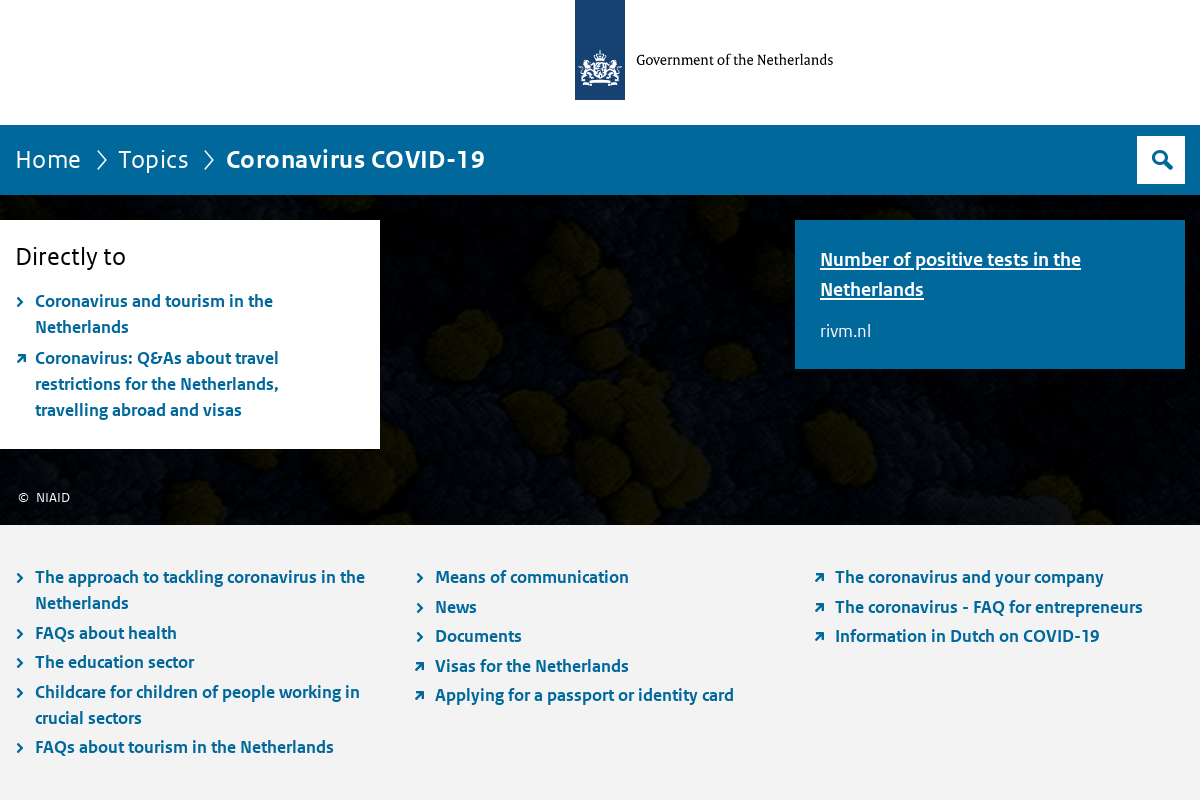 Government of the Netherlands
Home
Topics
Coronavirus COVID-19
Directly to
Coronavirus and tourism in the
Netherlands
Coronavirus: Q&As about travel
restrictions for the Netherlands,
travelling abroad and visas
Number of positive tests in the
Netherlands
rivm.nl
© NIAID
The approach to tackling coronavirus in the
Netherlands
FAQs about health
The education sector
Childcare for children of people working in
crucial sectors
FAQs about tourism in the Netherlands
Means of communication
News
Documents
Visas for the Netherlands
Applying for a passport or identity card
The coronavirus and your company
The coronavirus - FAQ for entrepreneurs
Information in Dutch on COVID-19